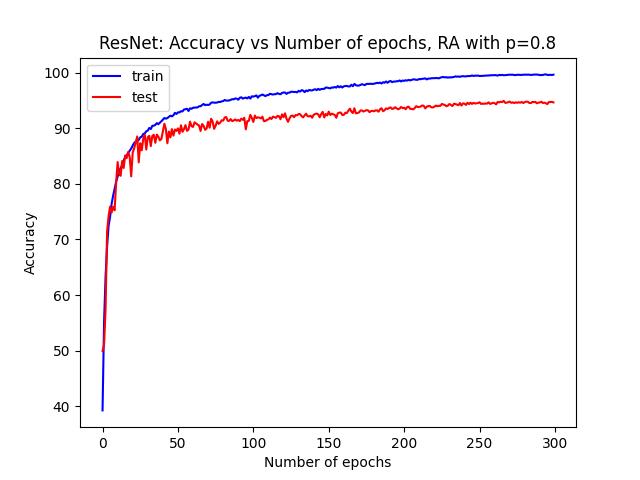 ResNet: Accuracy vs Number of epochs, RA with p=0.8
train
test
Accuracy
100
90
80
70
60
50
40
0 50 100 150 200 250 300
Number of epochs